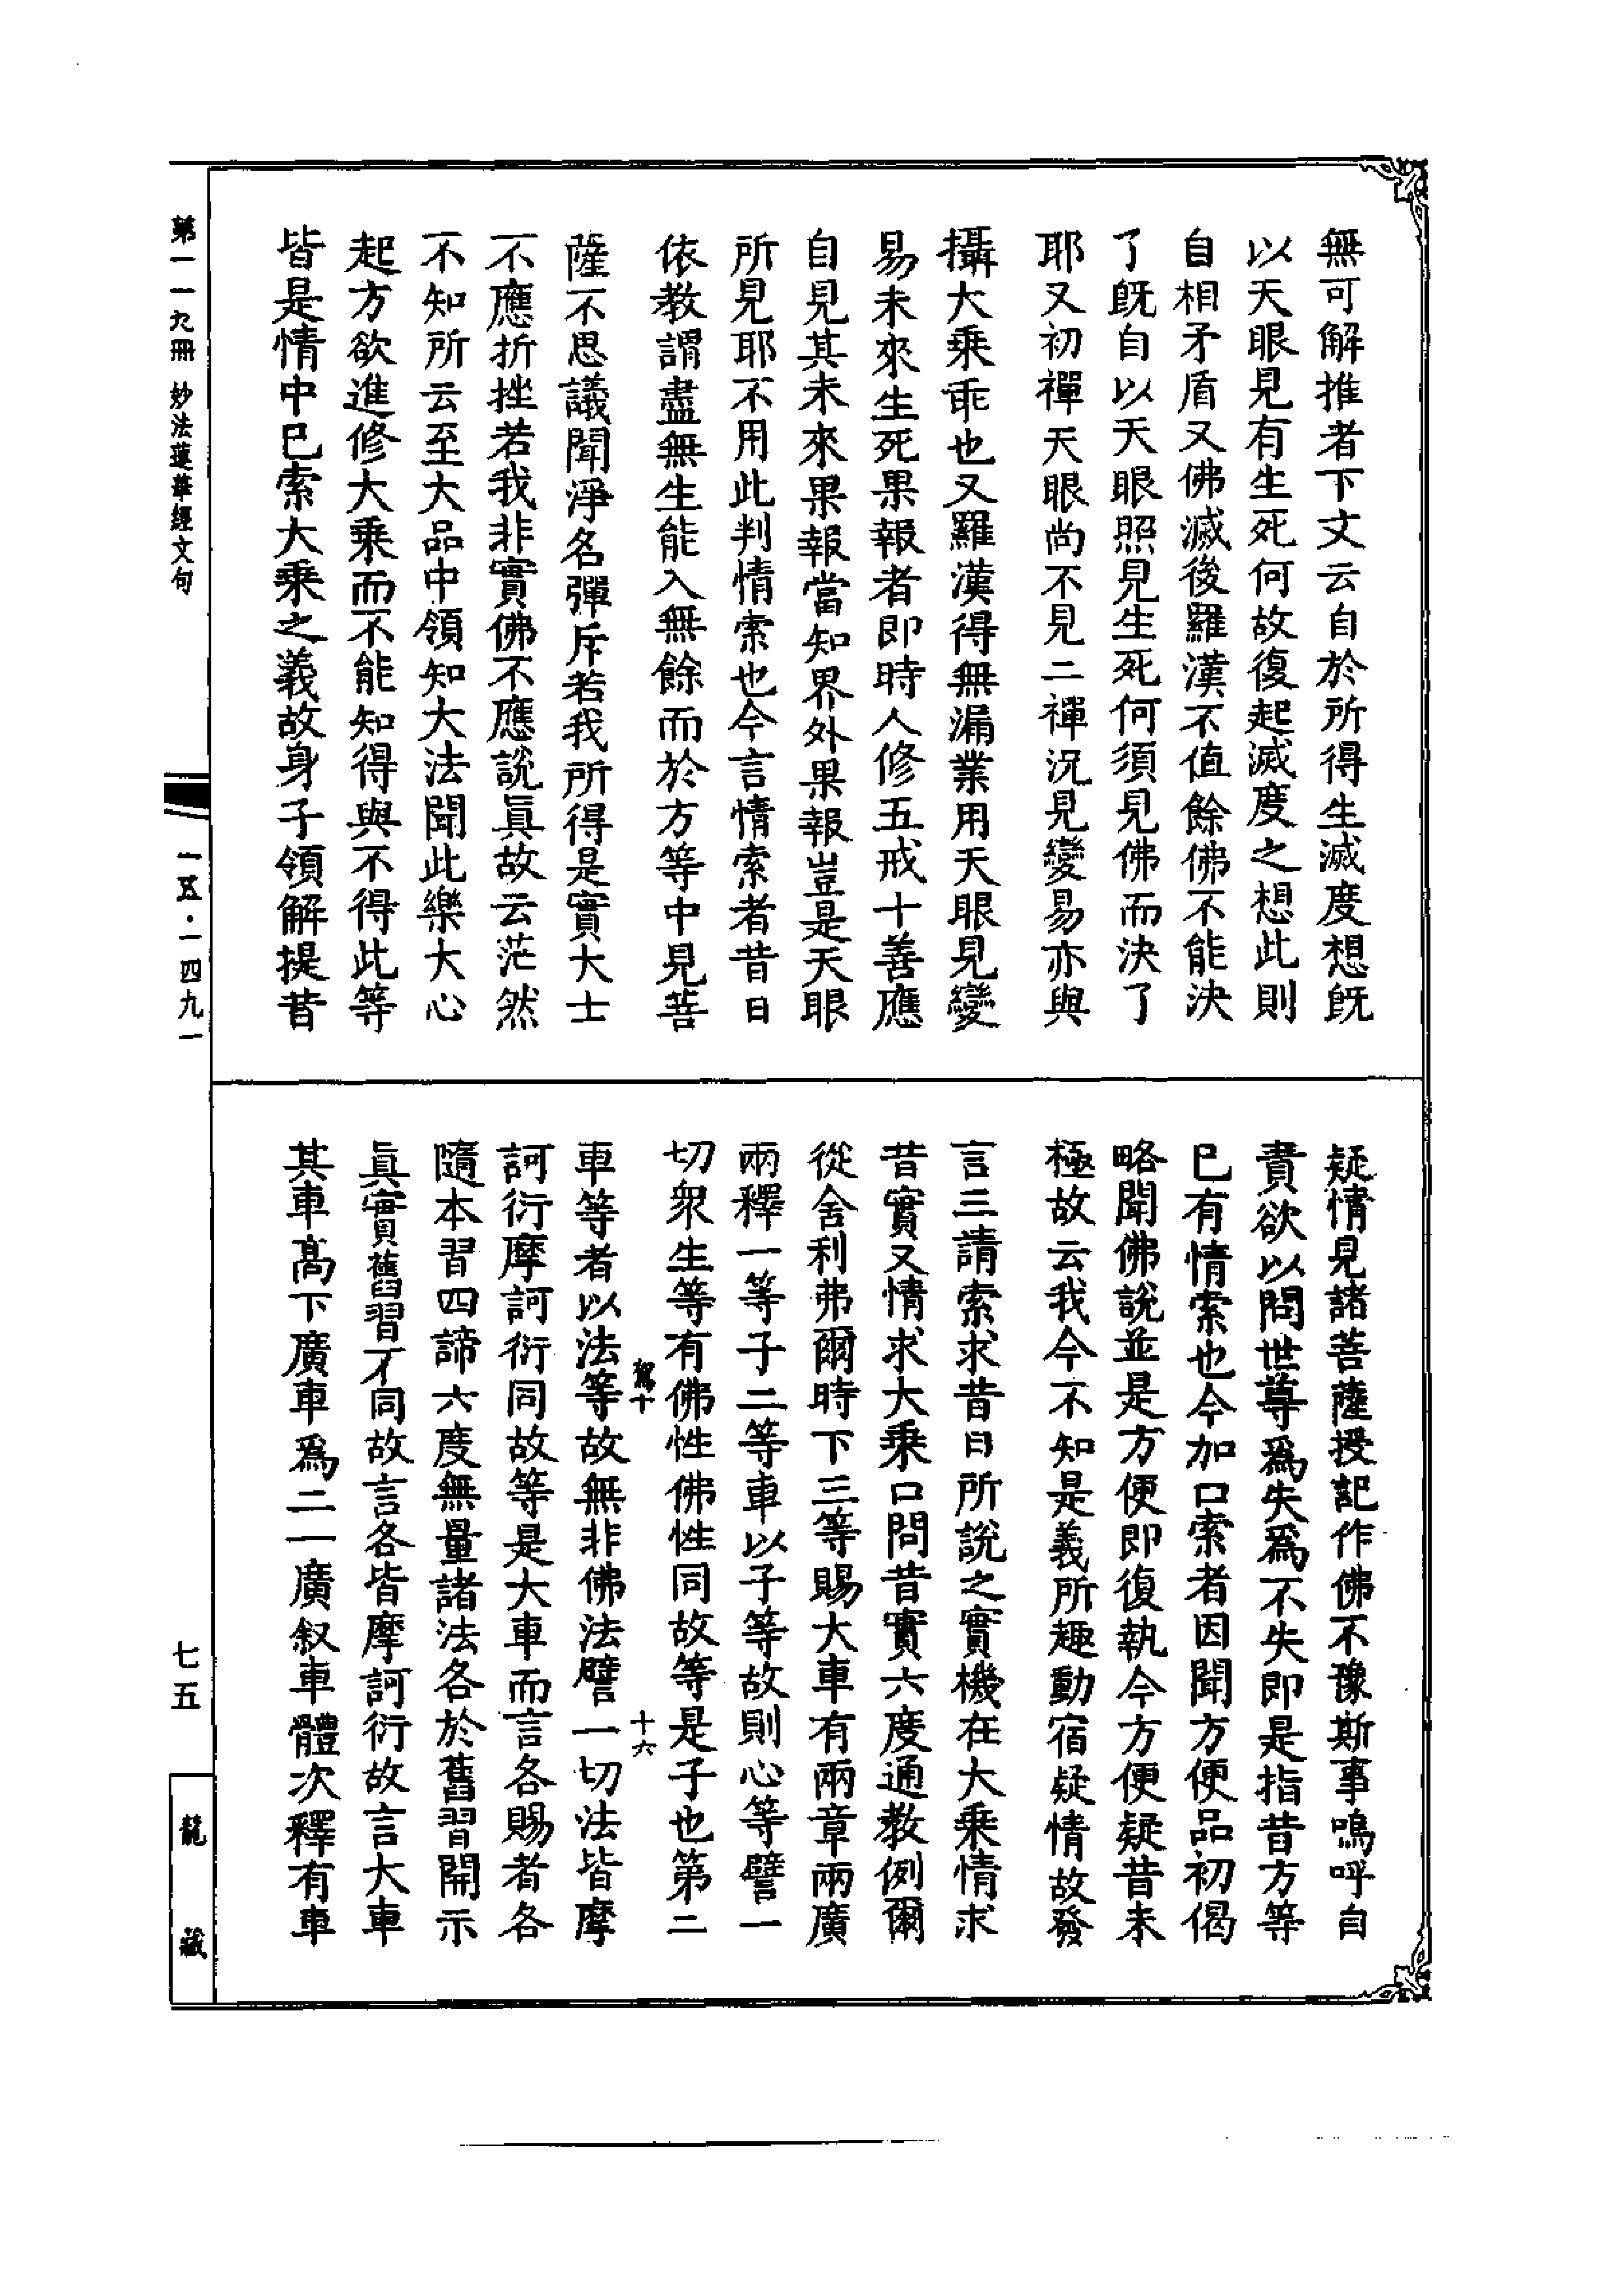 無可解推者下文云自於所得生滅度想既
以天眼見有生死何故復起滅度之想此則
自相矛盾又佛滅後羅漢不值餘佛不能決
了既自以天眼照見生死何須見佛而決了
耶又初禪天眼尚不見二禪況見變易亦與
攝大乘乖也又羅漢得無漏業用天眼見變
易未來生死果報者即時人修五戒十善應
自見其未來果報當知界外果報豈是天眼
所見耶不用此判情索也今言情索者昔日
依教謂盡無生能入無餘而於方等中見菩
薩不思議聞淨名彈斥若我所得是實大士
不應折挫若我非實佛不應說眞故云茫然
不知所云至大品中領知大法聞此樂大心
起方欲進修大乘而不能知得與不得此等
皆是情中已索大乘之義故身子領解提昔
疑情見諸菩薩授記作佛不豫斯事嗚呼自
責欲以問世尊爲失爲不失即是指昔方等
已有情索也今加口索者因聞方便品初偈
略聞佛說並是方便即復執今方便疑昔未
極故云我今不知是義所趣動宿疑情故發
言三請索求昔日所說之實機在大乘情求
昔實又情求大乘口問昔實六度通教例爾
從舍利弗爾時下三等賜大車有兩章兩廣
兩釋一等子二等車以子等故則心等譬一
切眾生等有佛性佛性同故等是子也第二
駕十 十六
車等者以法等故無非佛法譬一切法皆摩
訶衍摩訶衍同故等是大車而言各賜者各
隨本習四諦六度無量諸法各於舊習開示
眞實舊習不同故言各皆摩訶衍故言大車
其車高下廣車爲二一廣叙車體次釋有車
第一一九冊 妙法蓮華經文句
一五·一四九一
七五
龍藏